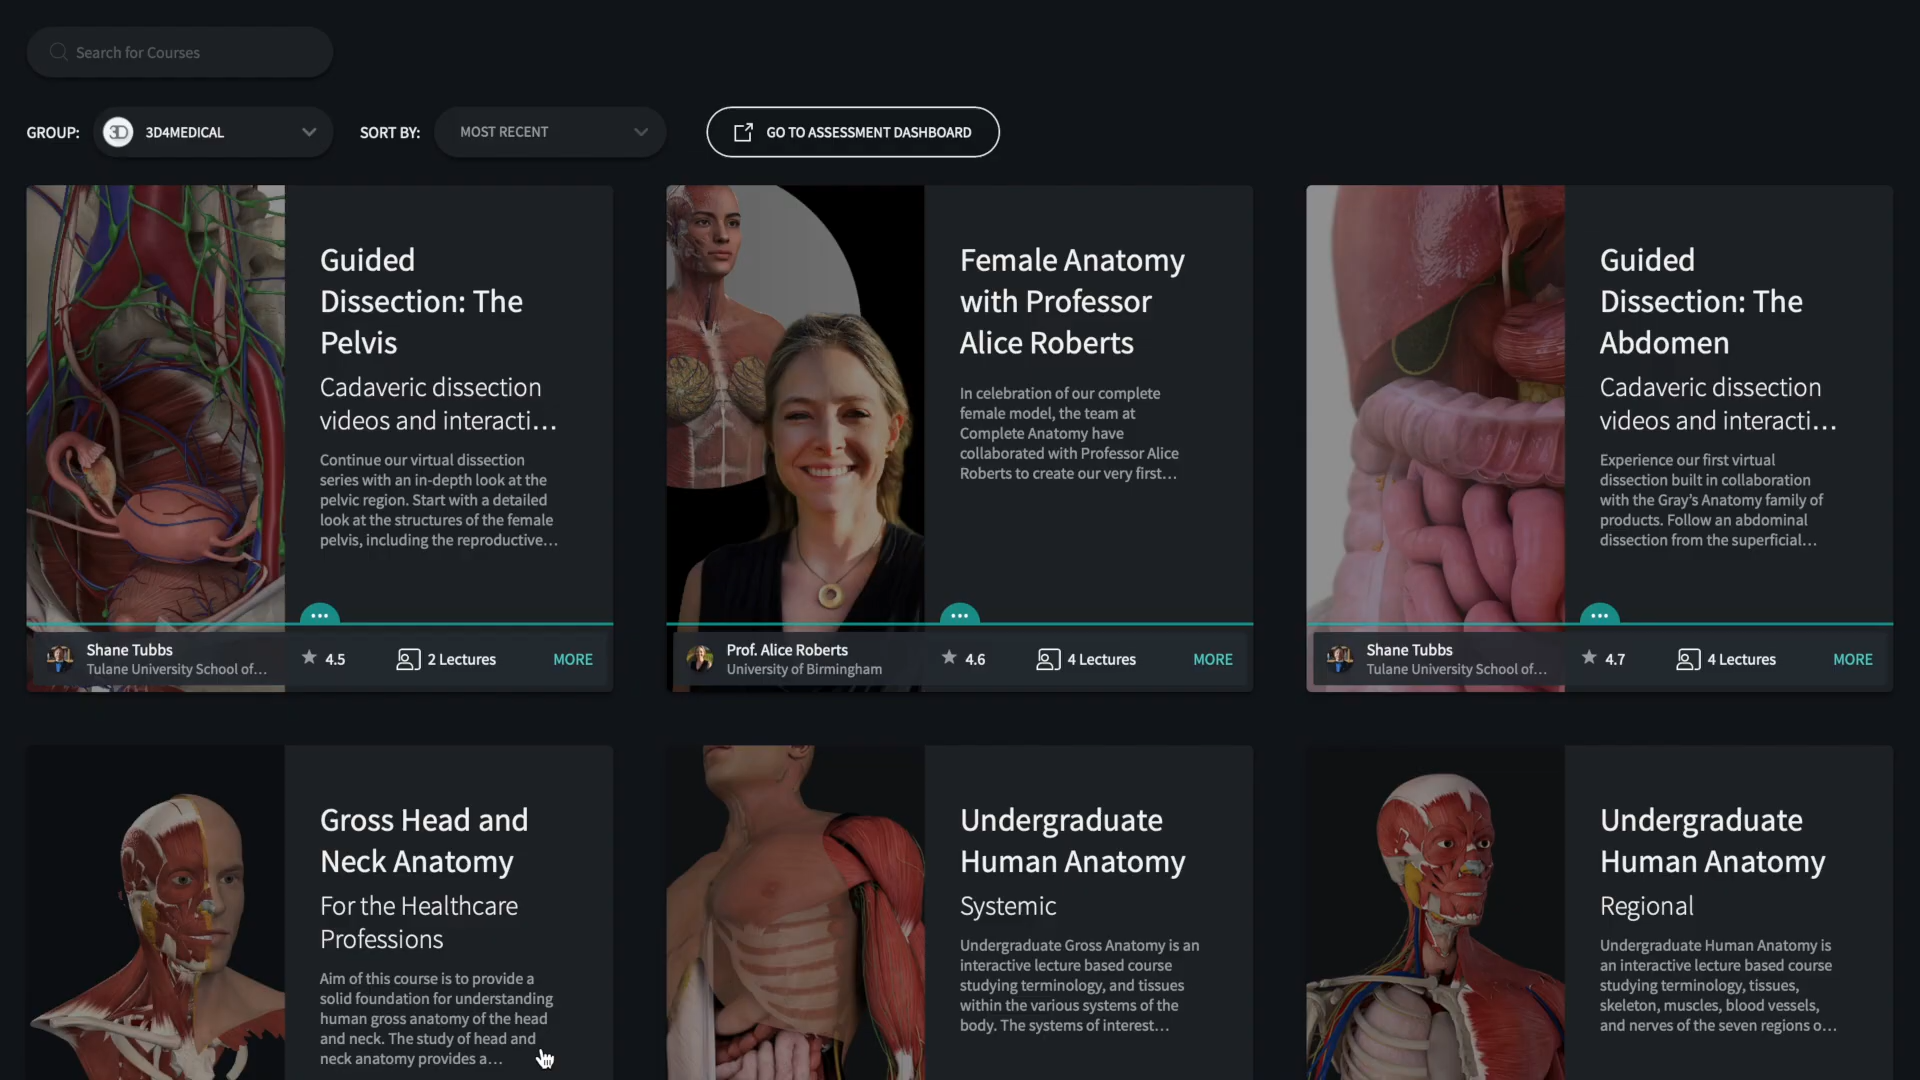 Search for Courses
GROUP: 3D 3D4MEDICAL SORT BY: MOST RECENT GO TO ASSESSMENT DASHBOARD
Guided
Dissection: The
Pelvis
Cadaveric dissection
videos and interacti...
Continue our virtual dissection
series with an in-depth look at the
pelvic region. Start with a detailed
look at the structures of the female
pelvis, including the reproductive...
Shane Tubbs
Tulane University School of...
4.5
2 Lectures
MORE
Female Anatomy
with Professor
Alice Roberts
In celebration of our complete
female model, the team at
Complete Anatomy have
collaborated with Professor Alice
Roberts to create our very first...
Prof. Alice Roberts
University of Birmingham
4.6
4 Lectures
MORE
Guided
Dissection: The
Abdomen
Cadaveric dissection
videos and interacti...
Experience our first virtual
dissection built in collaboration
with the Gray's Anatomy family of
products. Follow an abdominal
dissection from the superficial...
Shane Tubbs
Tulane University School of...
4.7
4 Lectures
MORE
Gross Head and
Neck Anatomy
For the Healthcare
Professions
Aim of this course is to provide a
solid foundation for understanding
human gross anatomy of the head
and neck. The study of head and
neck anatomy provides a...
Undergraduate
Human Anatomy
Systemic
Undergraduate Gross Anatomy is an
interactive lecture based course
studying terminology, and tissues
within the various systems of the
body. The systems of interest...
Undergraduate
Human Anatomy
Regional
Undergraduate Human Anatomy is
an interactive lecture based course
studying terminology, tissues,
skeleton, muscles, blood vessels,
and nerves of the seven regions o...